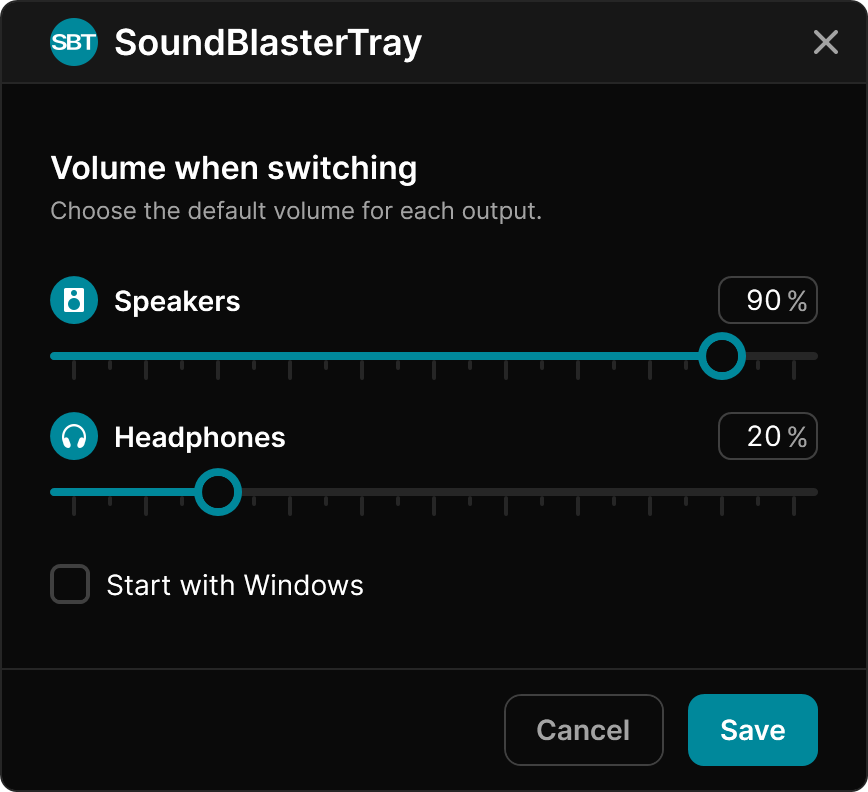 SBT SoundBlasterTray
Volume when switching
Choose the default volume for each output.
Speakers 90 %
Headphones 20 %
Start with Windows
Cancel Save